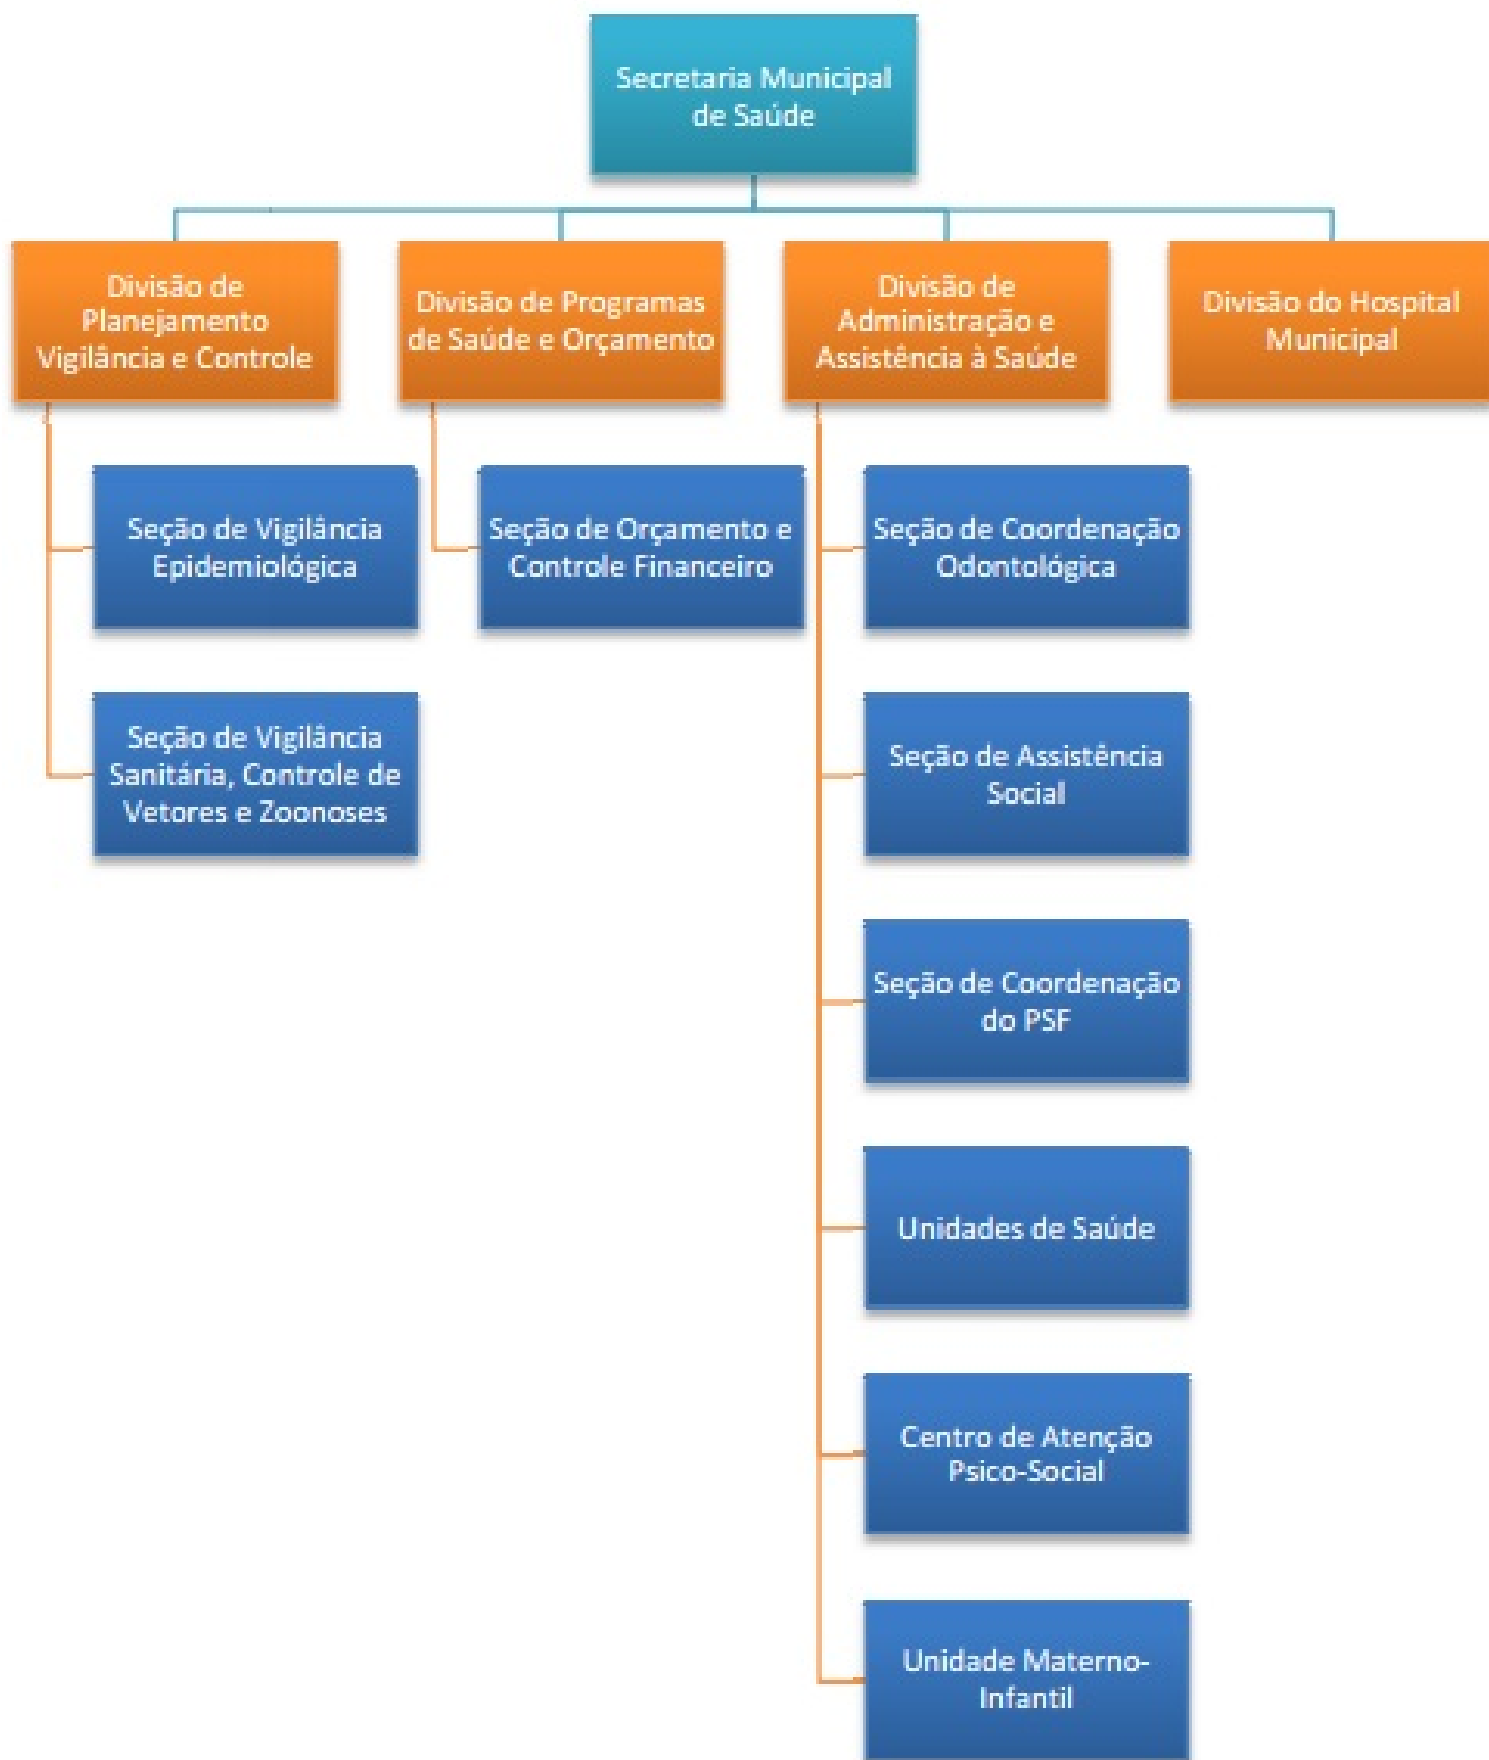 Secretaria Municipal
de Saúde
Divisão de
Planejamento
Vigilância e Controle
Divisão de Programas
de Saúde e Orçamento
Divisão de
Administração e
Assistência à Saúde
Divisão do Hospital
Municipal
Seção de Vigilância
Epidemiológica
Seção de Orçamento e
Controle Financeiro
Seção de Coordenação
Odontológica
Seção de Vigilância
Sanitária, Controle de
Vetores e Zoonoses
Seção de Assistência
Social
Seção de Coordenação
do PSF
Unidades de Saúde
Centro de Atenção
Psico-Social
Unidade Materno-
Infantil